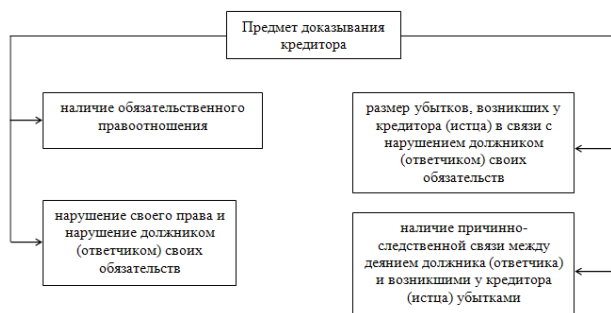 Предмет доказывания
кредитора
наличие обязательственного
правоотношения
размер убытков, возникших у
кредитора (истца) в связи с
нарушением должником
(ответчиком) своих
обязательств
нарушение своего права и
нарушение должником
(ответчиком) своих
обязательств
наличие причинно-
следственной связи между
деянием должника (ответчика)
и возникшими у кредитора
(истца) убытками